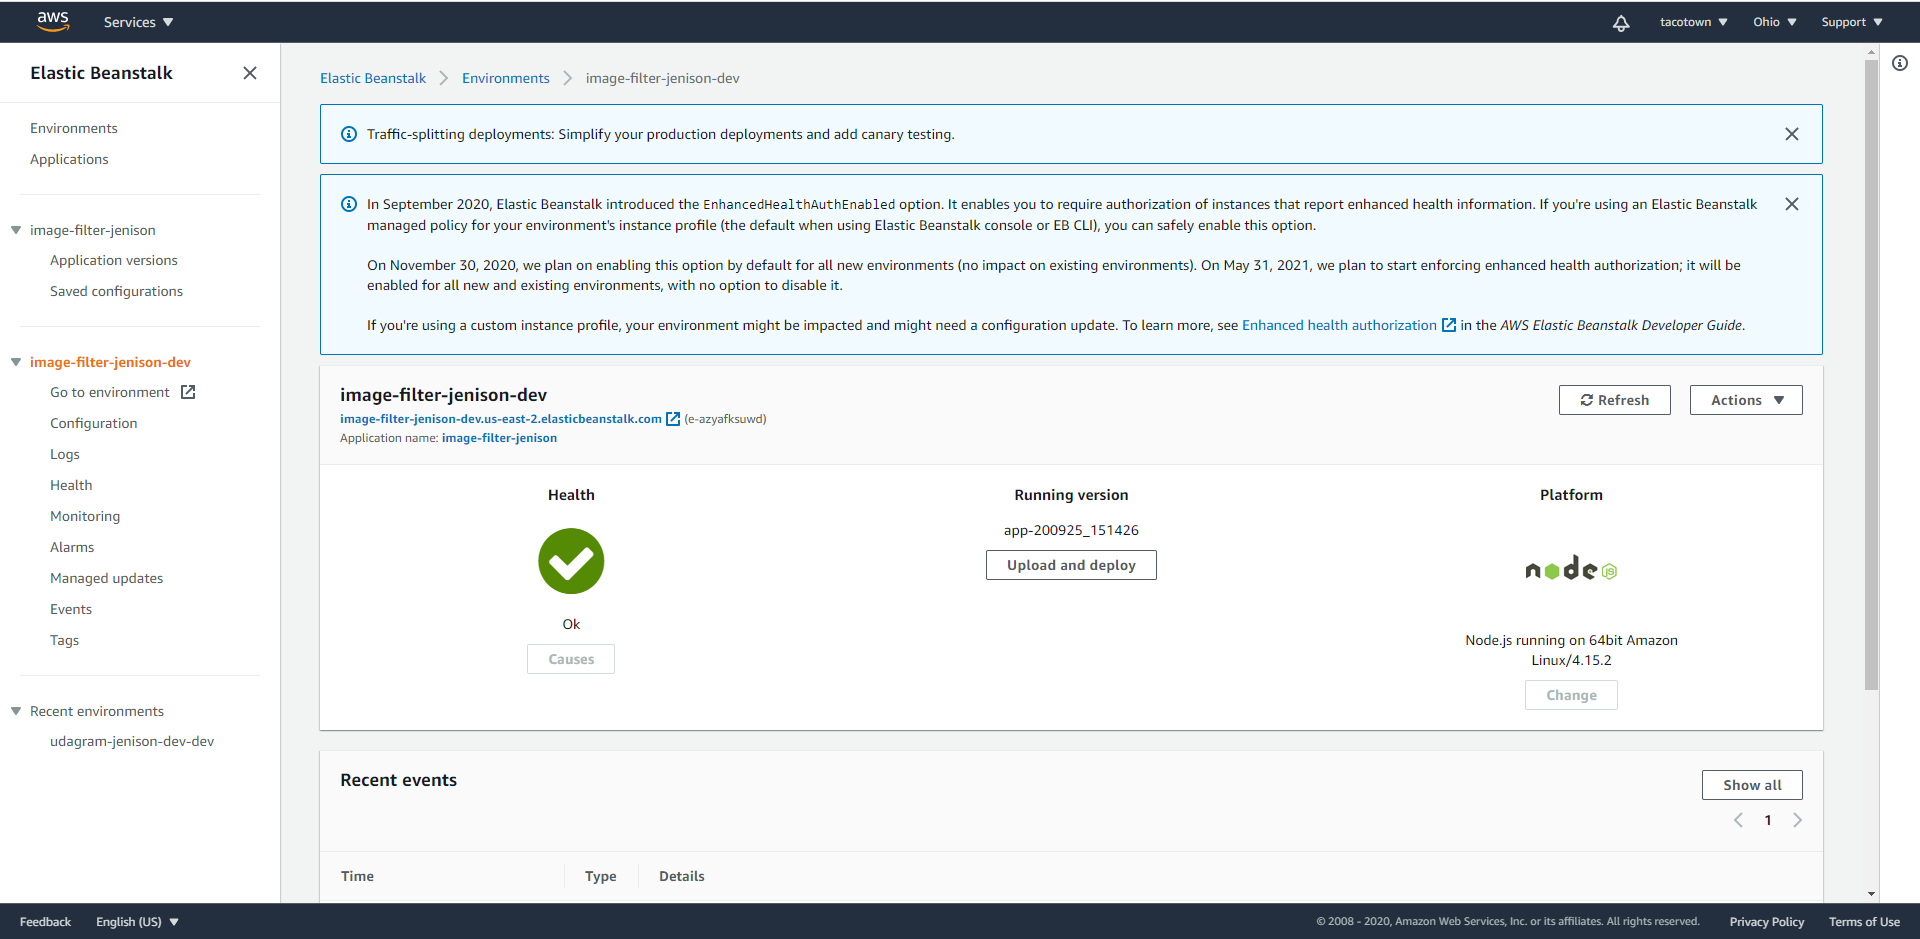 aws
Services
tacotown
Ohio
Support
Elastic Beanstalk
Environments
Applications
image-filter-jenison
Application versions
Saved configurations
image-filter-jenison-dev
Go to environment
Configuration
Logs
Health
Monitoring
Alarms
Managed updates
Events
Tags
Recent environments
udagram-jenison-dev-dev
Elastic Beanstalk
Environments
image-filter-jenison-dev
Traffic-splitting deployments: Simplify your production deployments and add canary testing.
In September 2020, Elastic Beanstalk introduced the EnhancedHealthAuthEnabled option. It enables you to require authorization of instances that report enhanced health information. If you're using an Elastic Beanstalk
managed policy for your environment's instance profile (the default when using Elastic Beanstalk console or EB CLI), you can safely enable this option.
On November 30, 2020, we plan on enabling this option by default for all new environments (no impact on existing environments). On May 31, 2021, we plan to start enforcing enhanced health authorization; it will be
enabled for all new and existing environments, with no option to disable it.
If you're using a custom instance profile, your environment might be impacted and might need a configuration update. To learn more, see Enhanced health authorization in the AWS Elastic Beanstalk Developer Guide.
image-filter-jenison-dev
image-filter-jenison-dev.us-east-2.elasticbeanstalk.com (e-azyafksuwd)
Application name: image-filter-jenison
Refresh
Actions
Health
Ok
Causes
Running version
app-200925_151426
Upload and deploy
Platform
node JS
Node.js running on 64bit Amazon
Linux/4.15.2
Change
Recent events
Show all
1
Time
Type
Details
Feedback
English (US)
© 2008 - 2020, Amazon Web Services, Inc. or its affiliates. All rights reserved.
Privacy Policy
Terms of Use